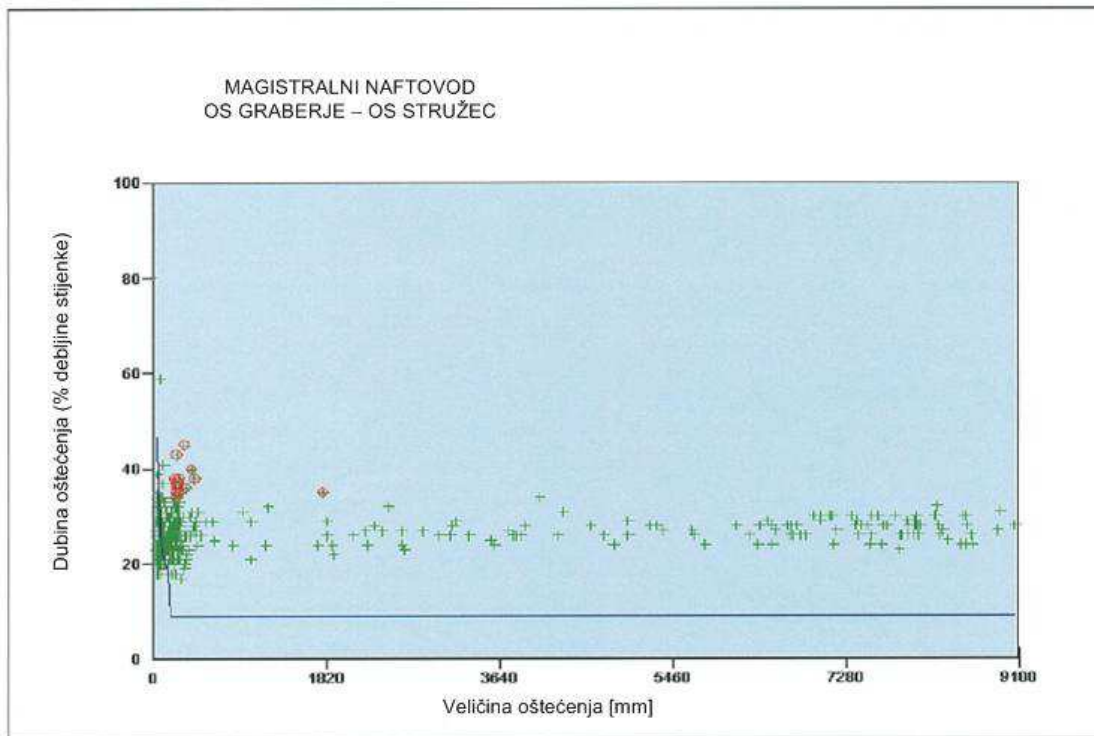 MAGISTRALNI NAFTOVOD
OS GRABERJE – OS STRUŽEC
Dubina oštećenja (% debljine stijenke)
100
80
60
40
20
0
0 1820 3640 5460 7280 9100
Veličina oštećenja [mm]